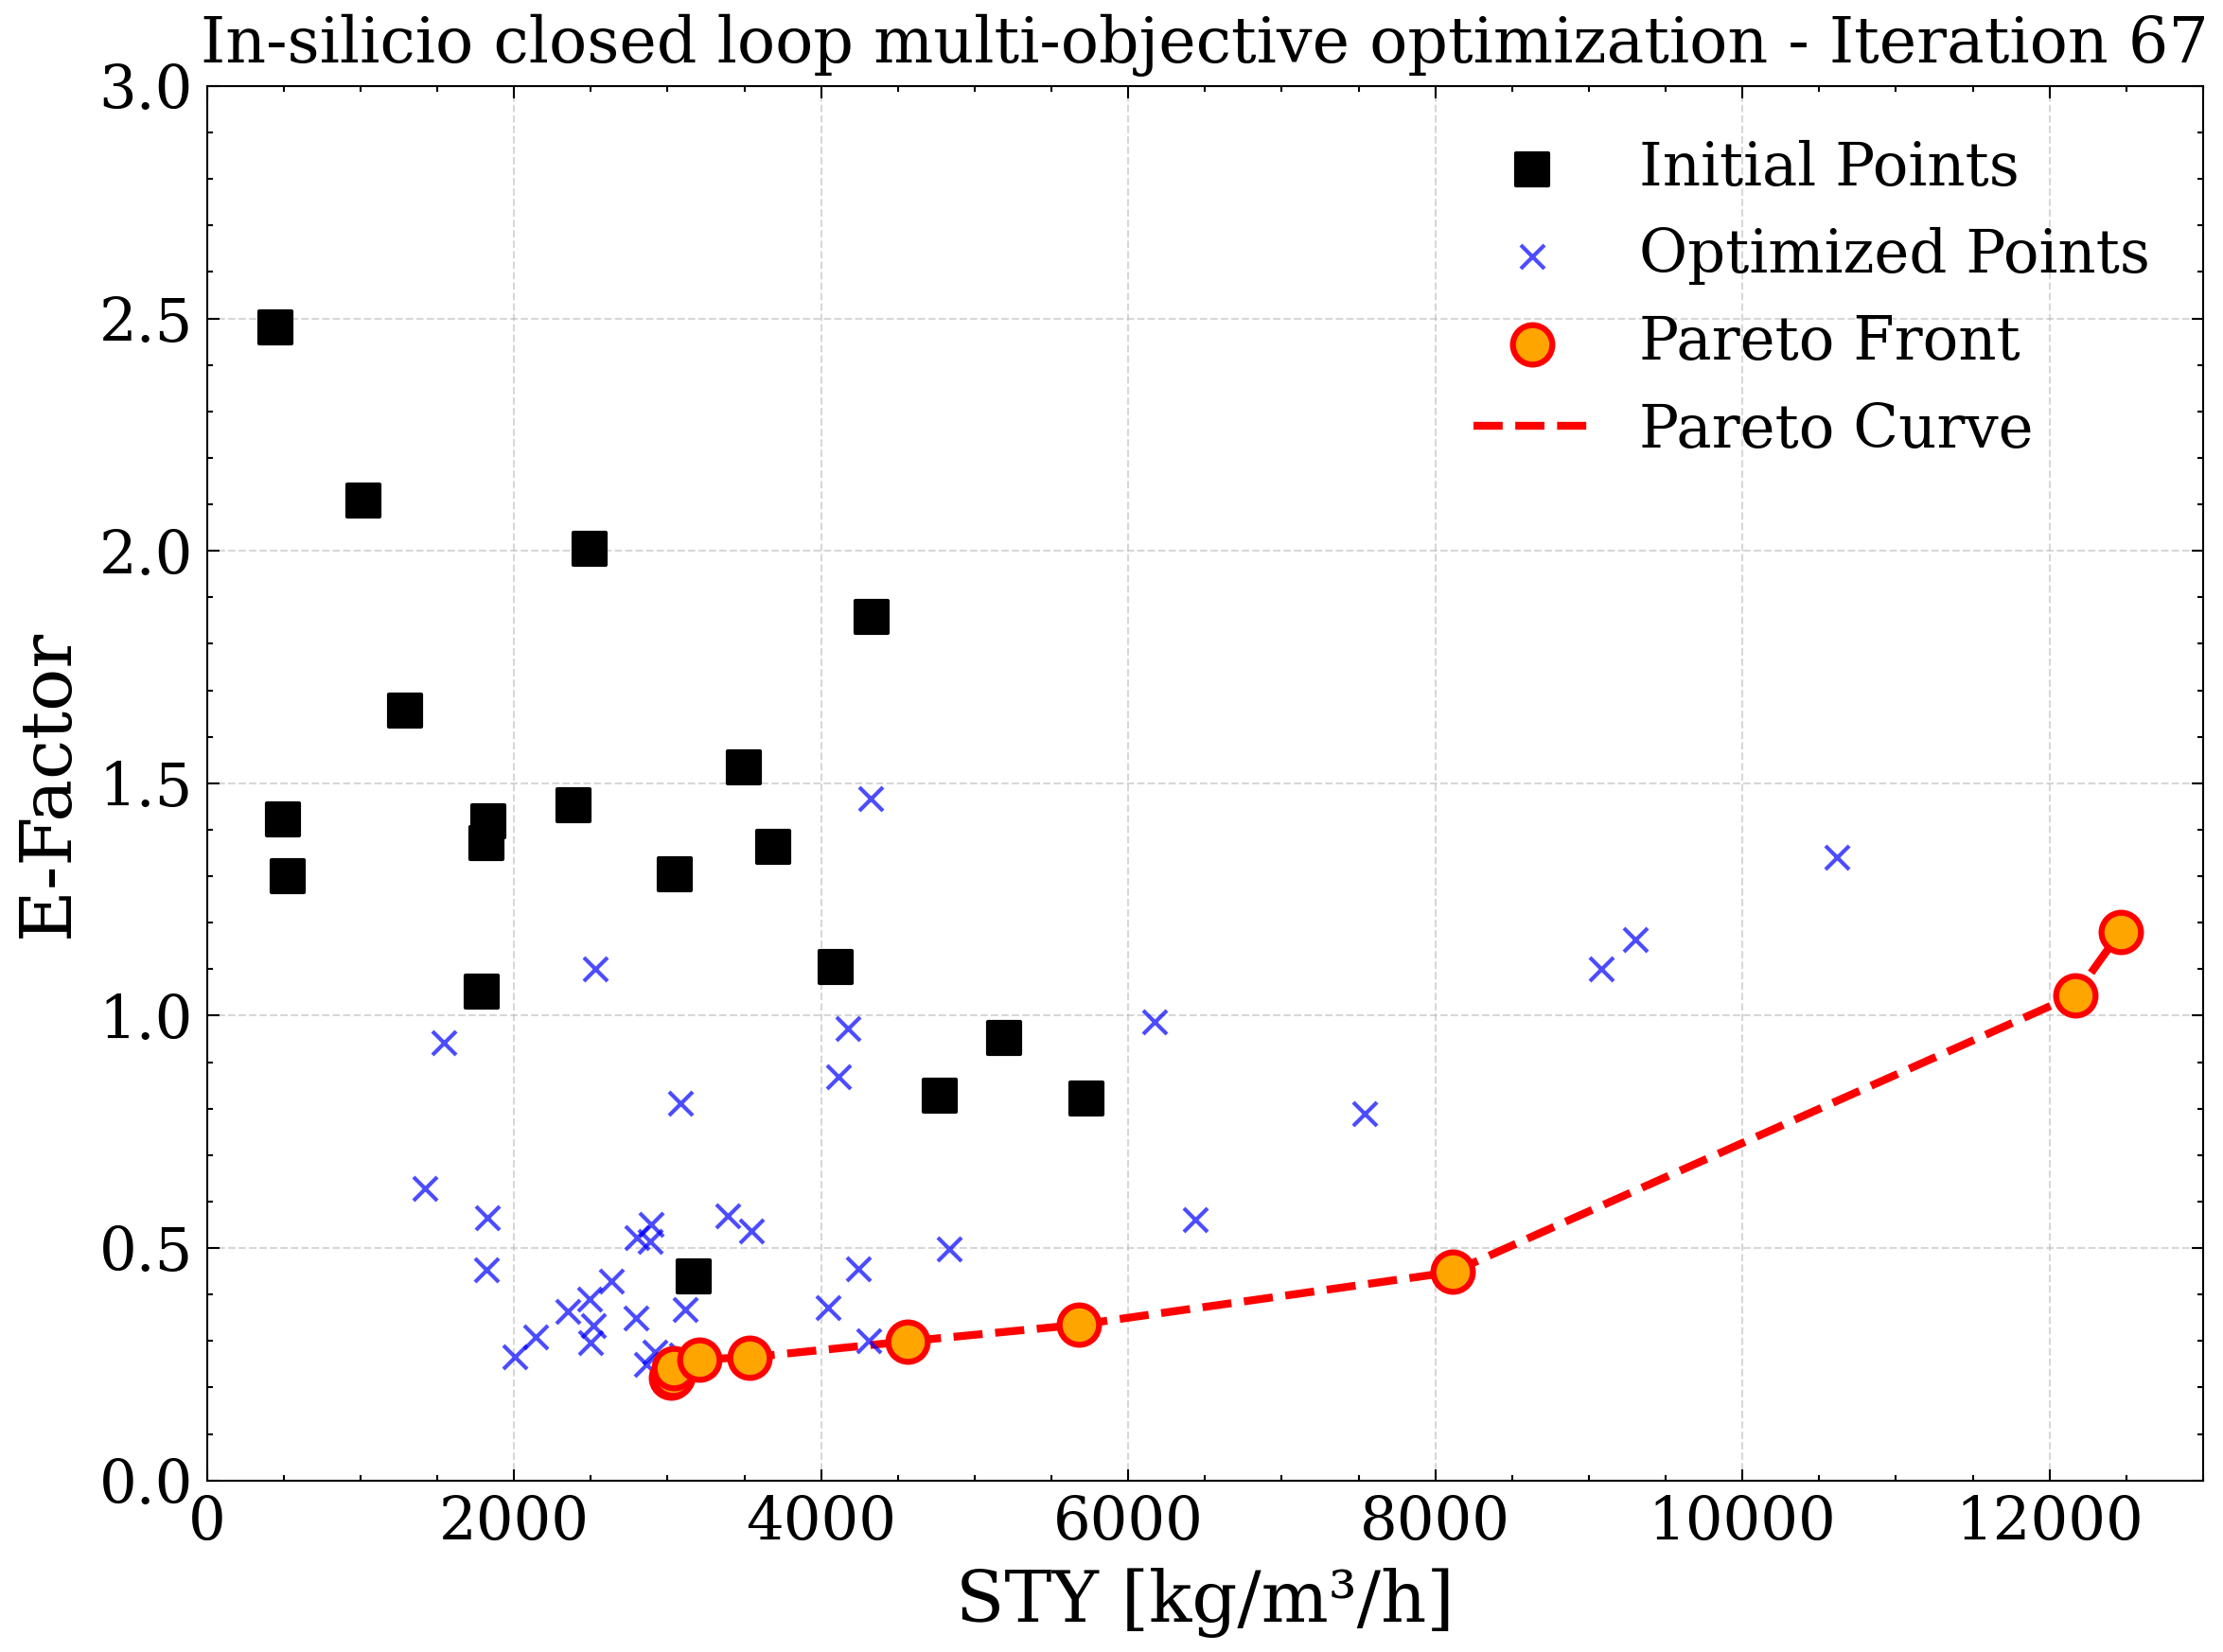 In-silicio closed loop multi-objective optimization - Iteration 67
3.0
2.5
2.0
1.5
1.0
0.5
0.0
E-Factor
Initial Points
Optimized Points
Pareto Front
Pareto Curve
0 2000 4000 6000 8000 10000 12000
STY [kg/m³/h]